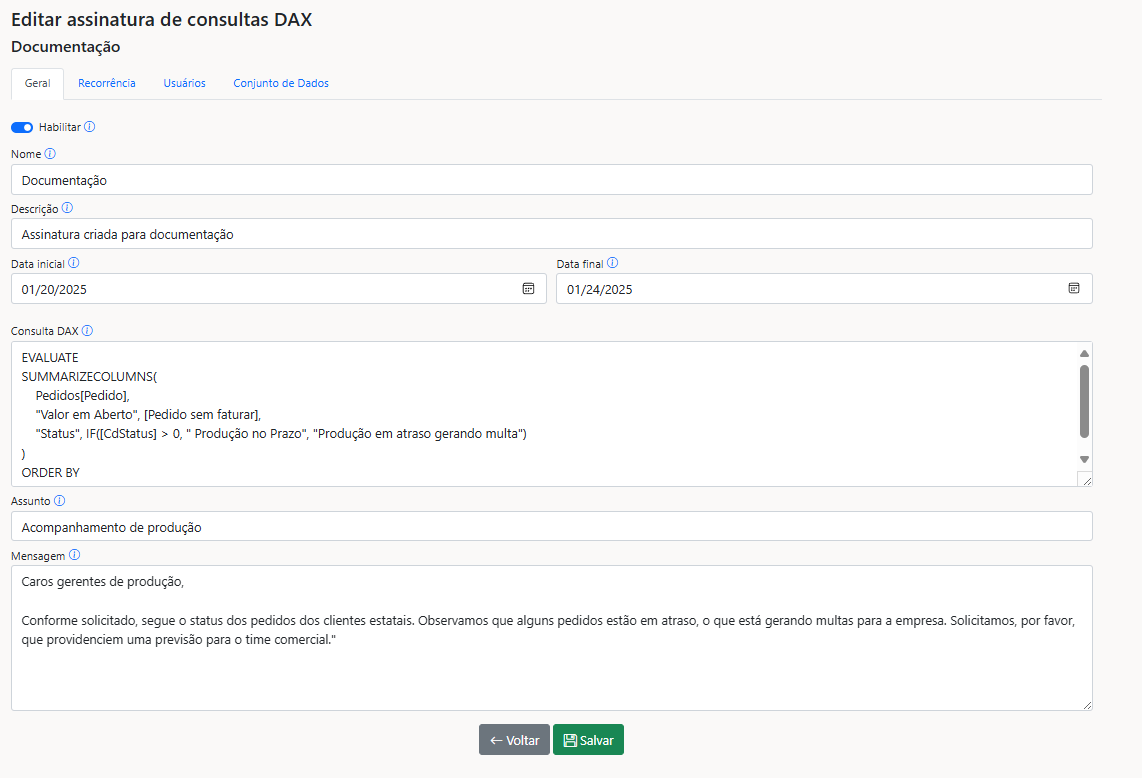 Editar assinatura de consultas DAX
Documentação
Geral Recorrência Usuários Conjunto de Dados
Habilitar
Nome
Documentação
Descrição
Assinatura criada para documentação
Data inicial Data final
01/20/2025 01/24/2025
Consulta DAX
EVALUATE
SUMMARIZECOLUMNS(
Pedidos[Pedido],
"Valor em Aberto", [Pedido sem faturar],
"Status", IF([CdStatus] > 0, " Produção no Prazo", "Produção em atraso gerando multa")
)
ORDER BY
Assunto
Acompanhamento de produção
Mensagem
Caros gerentes de produção,
Conforme solicitado, segue o status dos pedidos dos clientes estatais. Observamos que alguns pedidos estão em atraso, o que está gerando multas para a empresa. Solicitamos, por favor,
que providenciem uma previsão para o time comercial."
← Voltar Salvar